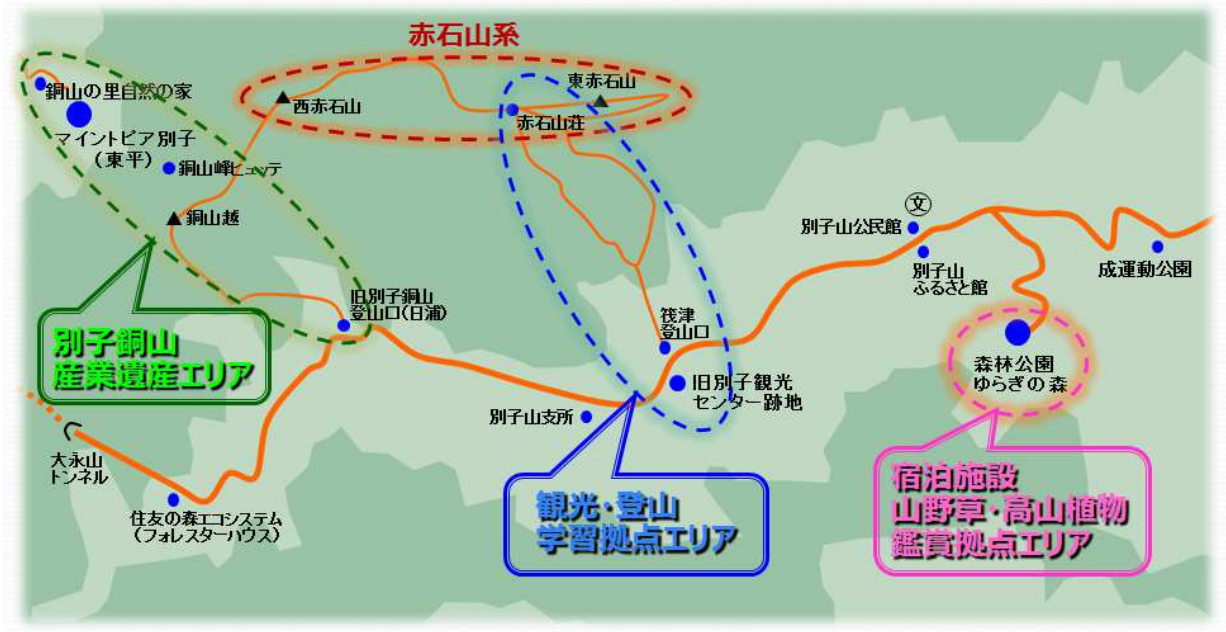 赤石山系
銅山の里自然の家
マイントピア別子
（東平）
銅山峰ヒュッテ
銅山越
西赤石山
東赤石山
赤石山荘
別子銅山
産業遺産エリア
旧別子銅山
登山口(日浦)
筏津
登山口
旧別子観光
センター跡地
別子山支所
文
別子山公民館
別子山
ふるさと館
成運動公園
森林公園
ゆらぎの森
大永山
トンネル
住友の森エコシステム
（フォレスターハウス）
観光・登山
学習拠点エリア
宿泊施設
山野草・高山植物
鑑賞拠点エリア